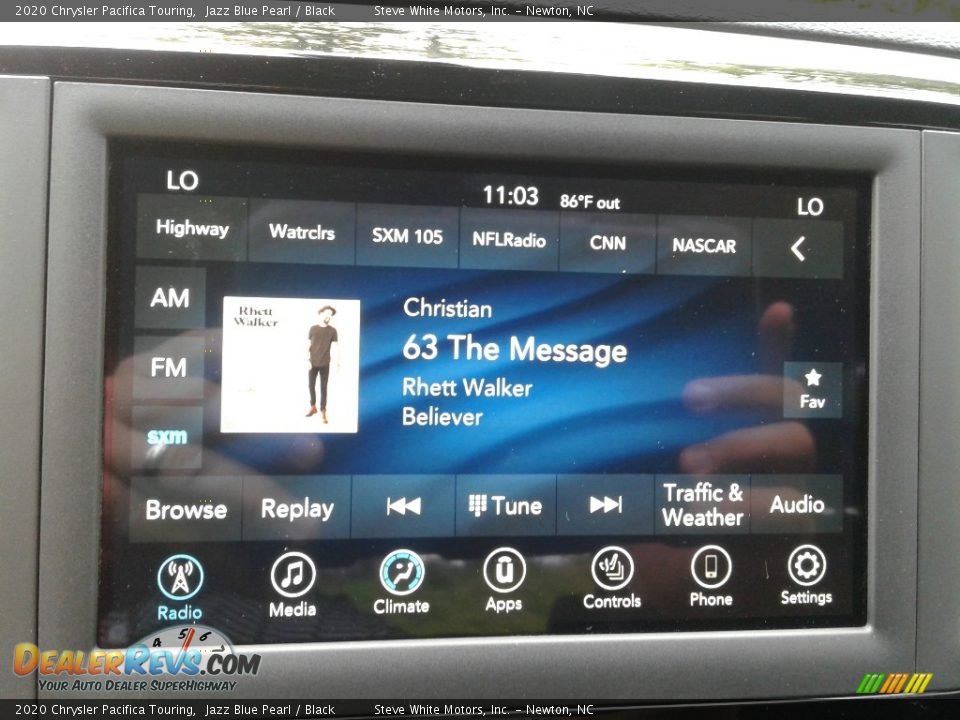 2020 Chrysler Pacifica Touring, Jazz Blue Pearl / Black Steve White Motors, Inc. - Newton, NC
LO
11:03 86°F out
LO
Highway Watrclrs SXM 105 NFLRadio CNN NASCAR
AM
FM
sxm
Rhett
Walker
Christian
63 The Message
Rhett Walker
Believer
Fav
Browse Replay Tune Traffic &
Weather Audio
Radio Media Climate Apps Controls Phone Settings
4 5 6
DEALERREVS.COM
YOUR AUTO DEALER SUPERHIGHWAY
2020 Chrysler Pacifica Touring, Jazz Blue Pearl / Black Steve White Motors, Inc. - Newton, NC